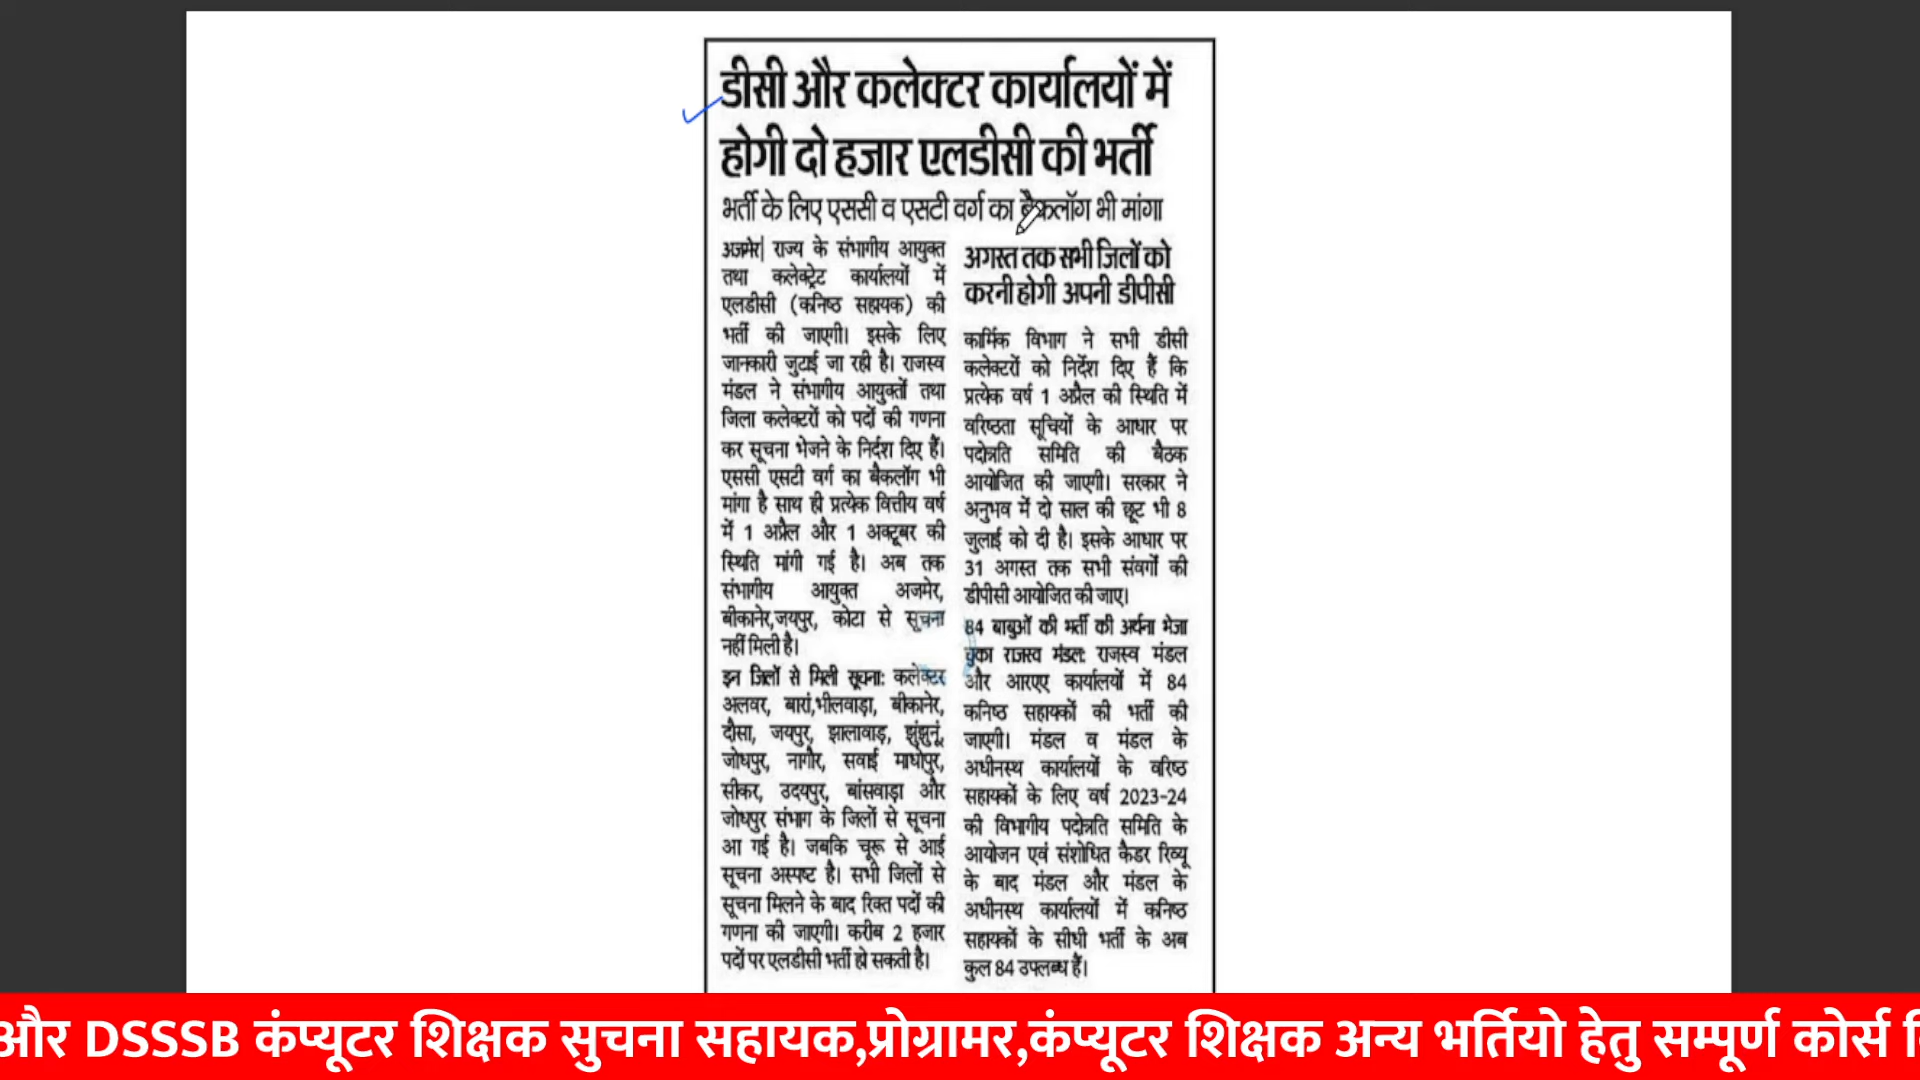 डीसी और कलेक्टर कार्यालयों में
होगी दो हजार एलडीसी की भर्ती
भर्ती के लिए एससी व एसटी वर्ग का बैकलॉग भी मांगा
अजमेर| राज्य के संभागीय आयुक्त
तथा कलेक्ट्रेट कार्यालयों में
एलडीसी (कनिष्ठ सहायक) की
भर्ती की जाएगी। इसके लिए
जानकारी जुटाई जा रही है। राजस्व
मंडल ने संभागीय आयुक्तों तथा
जिला कलेक्टरों को पदों की गणना
कर सूचना भेजने के निर्देश दिए हैं।
एससी एसटी वर्ग का बैकलॉग भी
मांगा है साथ ही प्रत्येक वित्तीय वर्ष
में 1 अप्रैल और 1 अक्टूबर की
स्थिति मांगी गई है। अब तक
संभागीय आयुक्त अजमेर,
बीकानेर,जयपुर, कोटा से सूचना
नहीं मिली है।
इन जिलों से मिली सूचना: कलेक्टर
अलवर, बारां,भीलवाड़ा, बीकानेर,
दौसा, जयपुर, झालावाड़, झुंझुनूं,
जोधपुर, नागौर, सवाई माधोपुर,
सीकर, उदयपुर, बांसवाड़ा और
जोधपुर संभाग के जिलों से सूचना
आ गई है। जबकि चूरू से आई
सूचना अस्पष्ट है। सभी जिलों से
सूचना मिलने के बाद रिक्त पदों की
गणना की जाएगी। करीब 2 हजार
पदों पर एलडीसी भर्ती हो सकती है।
अगस्त तक सभी जिलों को
करनी होगी अपनी डीपीसी
कार्मिक विभाग ने सभी डीसी
कलेक्टरों को निर्देश दिए हैं कि
प्रत्येक वर्ष 1 अप्रैल की स्थिति में
वरिष्ठता सूचियों के आधार पर
पदोन्नति समिति की बैठक
आयोजित की जाएगी। सरकार ने
अनुभव में दो साल की छूट भी 8
जुलाई को दी है। इसके आधार पर
31 अगस्त तक सभी संवर्गों की
डीपीसी आयोजित की जाए।
84 बाबुओं की भर्ती की अर्थना भेजा
चुका राजस्व मंडल: राजस्व मंडल
और आरएए कार्यालयों में 84
कनिष्ठ सहायकों की भर्ती की
जाएगी। मंडल व मंडल के
अधीनस्थ कार्यालयों के वरिष्ठ
सहायकों के लिए वर्ष 2023-24
की विभागीय पदोन्नति समिति के
आयोजन एवं संशोधित कैडर रिव्यू
के बाद मंडल और मंडल के
अधीनस्थ कार्यालयों में कनिष्ठ
सहायकों के सीधी भर्ती के अब
कुल 84 उपलब्ध हैं।
और DSSSB कंप्यूटर शिक्षक सुचना सहायक,प्रोग्रामर,कंप्यूटर शिक्षक अन्य भर्तियो हेतु सम्पूर्ण कोर्स